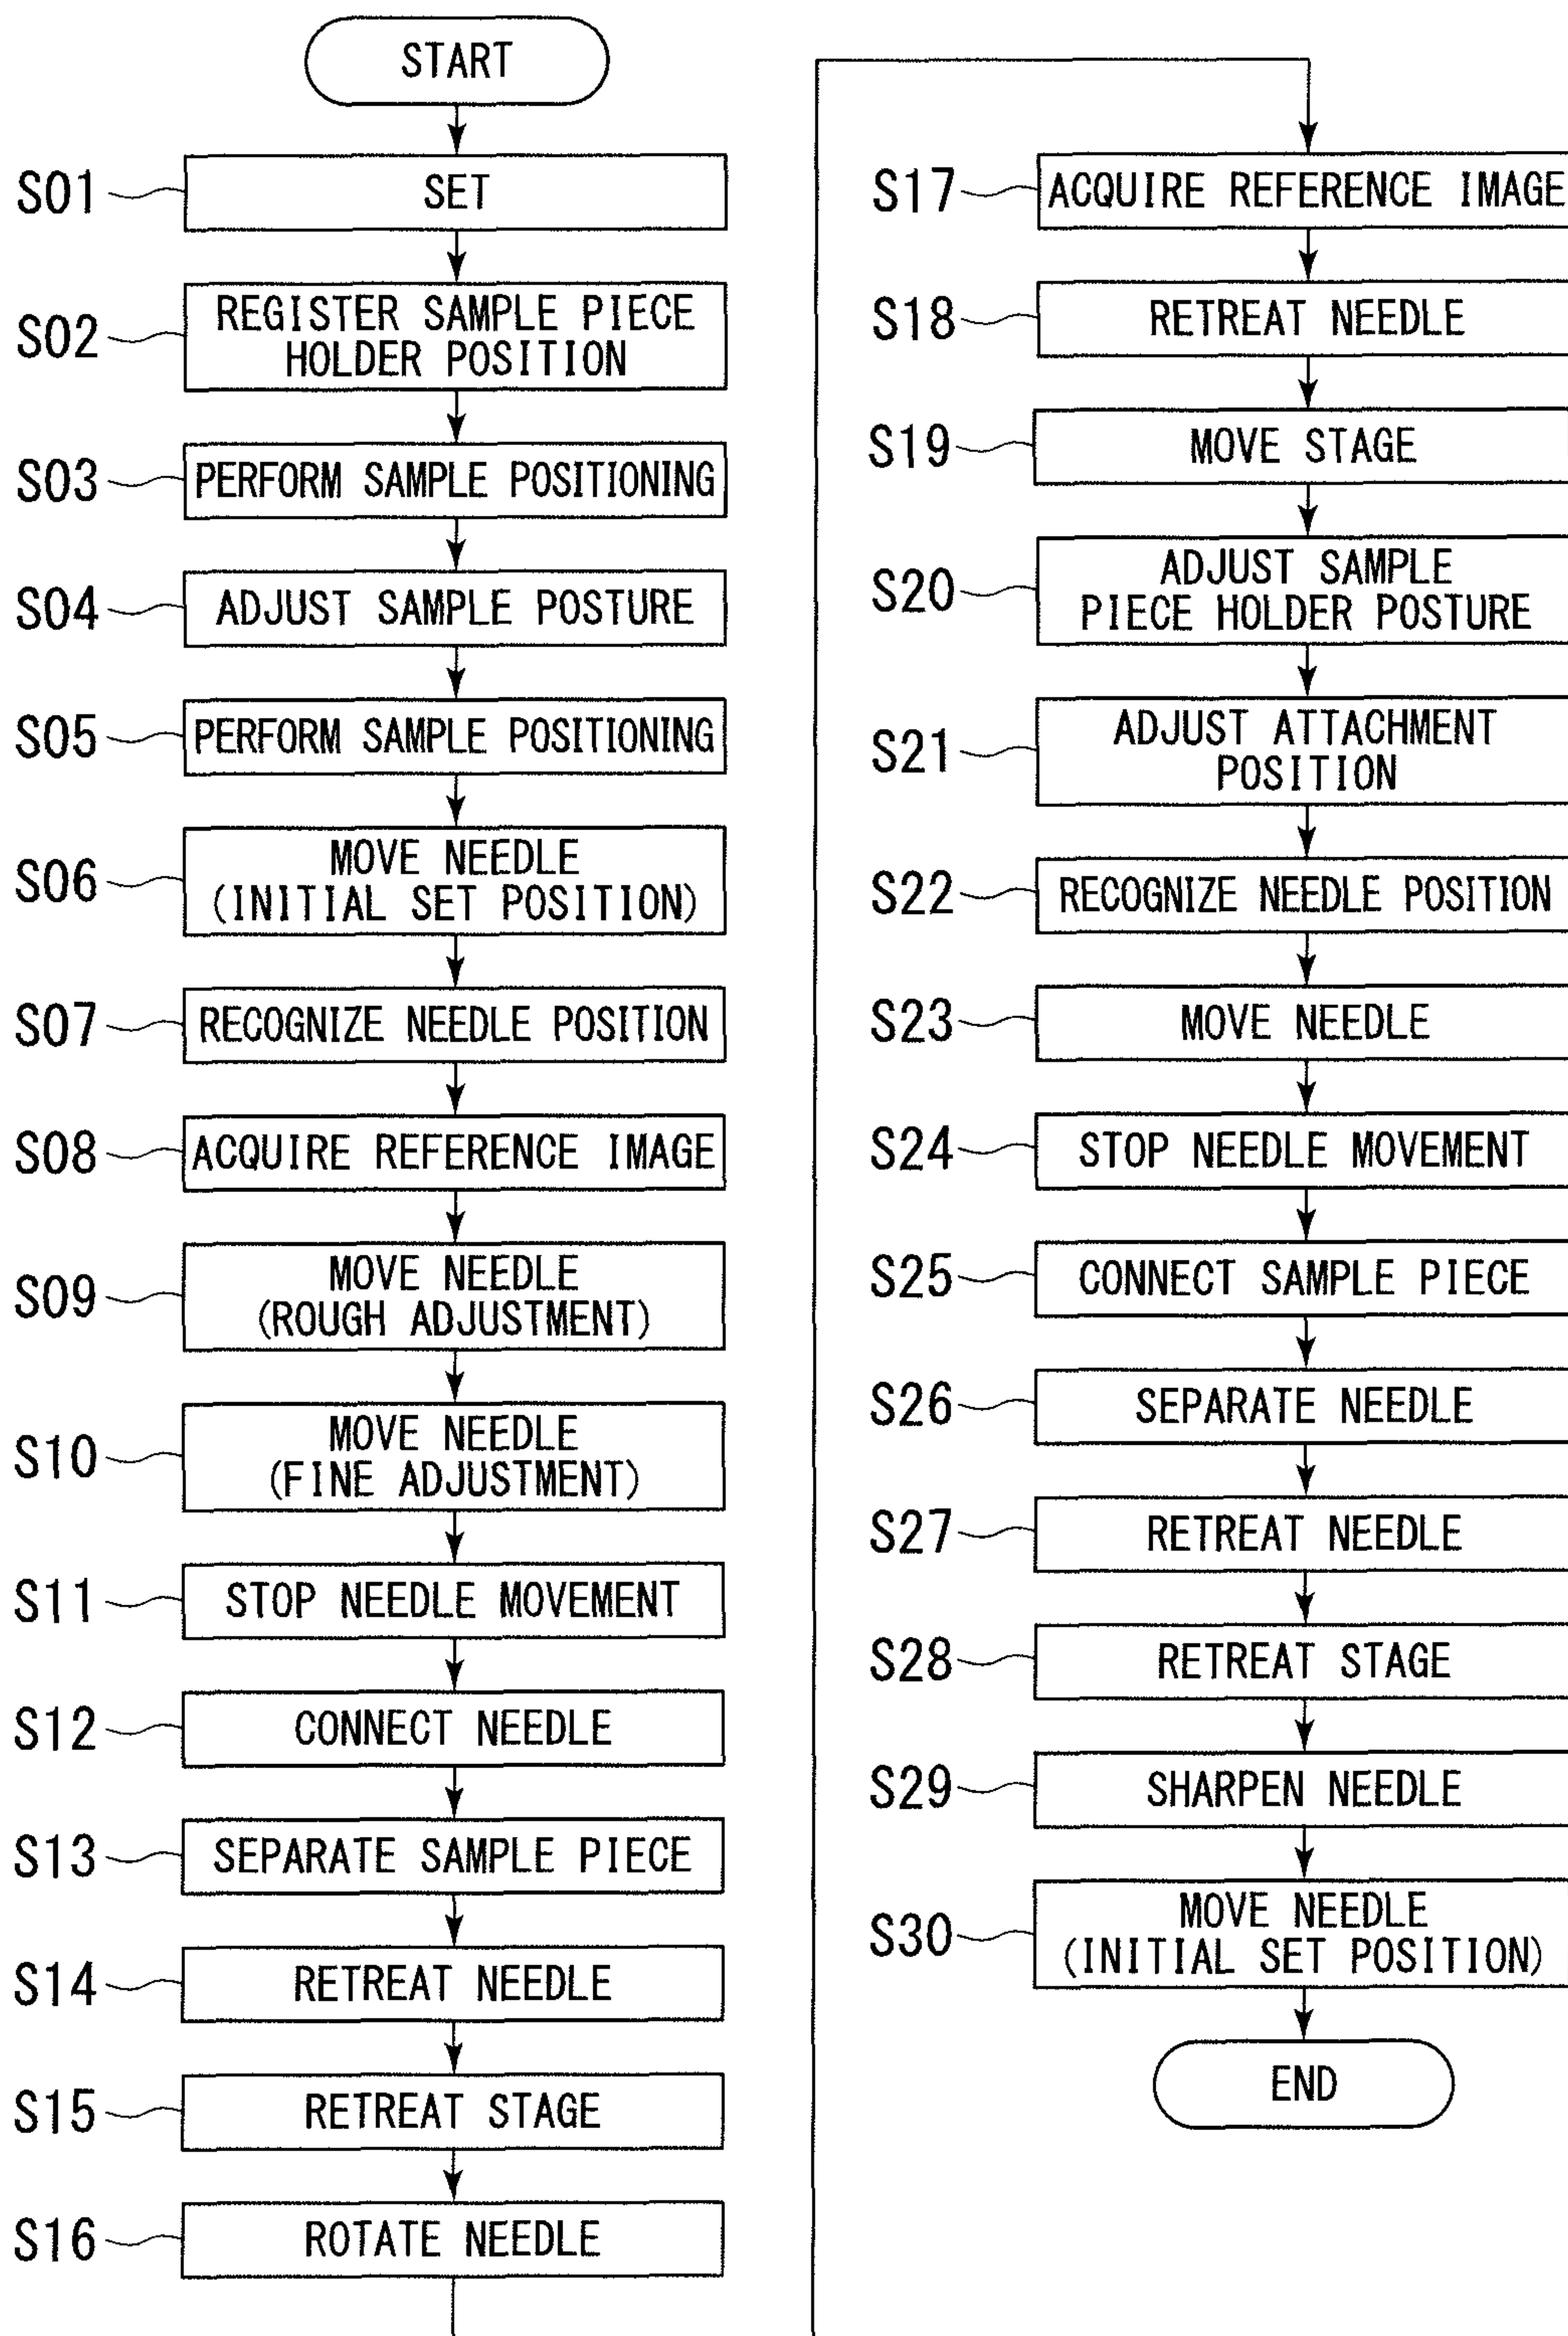 START
S01
SET
S02
REGISTER SAMPLE PIECE
HOLDER POSITION
S03
PERFORM SAMPLE POSITIONING
S04
ADJUST SAMPLE POSTURE
S05
PERFORM SAMPLE POSITIONING
S06
MOVE NEEDLE
(INITIAL SET POSITION)
S07
RECOGNIZE NEEDLE POSITION
S08
ACQUIRE REFERENCE IMAGE
S09
MOVE NEEDLE
(ROUGH ADJUSTMENT)
S10
MOVE NEEDLE
(FINE ADJUSTMENT)
S11
STOP NEEDLE MOVEMENT
S12
CONNECT NEEDLE
S13
SEPARATE SAMPLE PIECE
S14
RETREAT NEEDLE
S15
RETREAT STAGE
S16
ROTATE NEEDLE
S17
ACQUIRE REFERENCE IMAGE
S18
RETREAT NEEDLE
S19
MOVE STAGE
S20
ADJUST SAMPLE
PIECE HOLDER POSTURE
S21
ADJUST ATTACHMENT
POSITION
S22
RECOGNIZE NEEDLE POSITION
S23
MOVE NEEDLE
S24
STOP NEEDLE MOVEMENT
S25
CONNECT SAMPLE PIECE
S26
SEPARATE NEEDLE
S27
RETREAT NEEDLE
S28
RETREAT STAGE
S29
SHARPEN NEEDLE
S30
MOVE NEEDLE
(INITIAL SET POSITION)
END